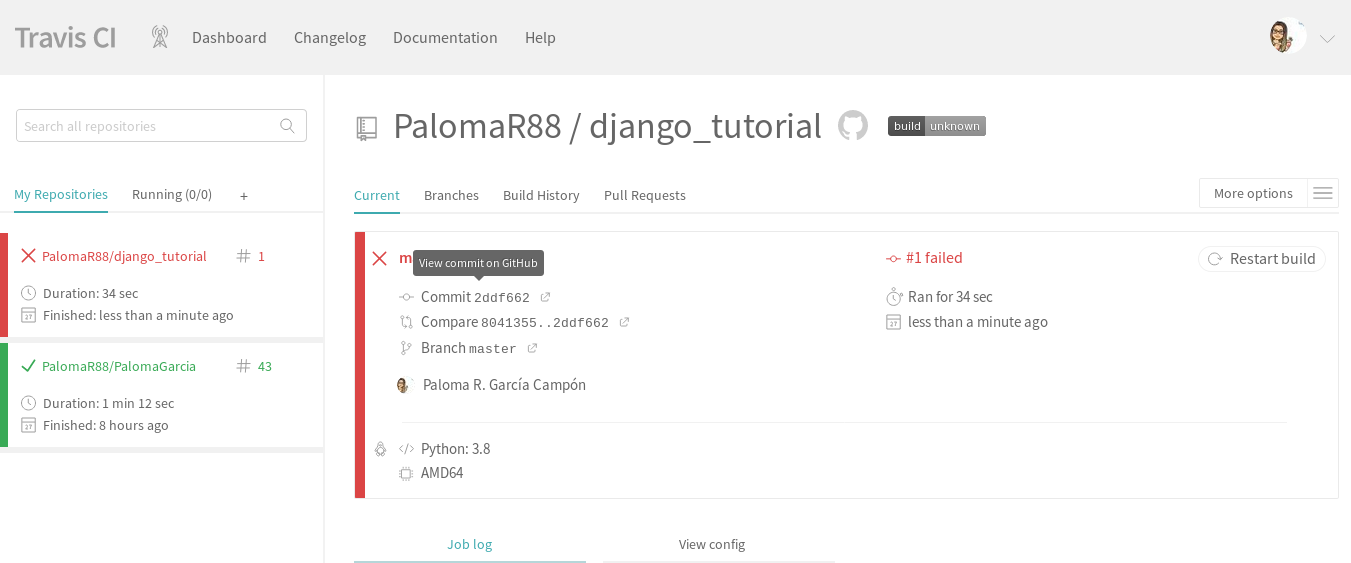 Travis CI
Dashboard Changelog Documentation Help
Search all repositories
My Repositories Running (0/0) +
PalomaR88/django_tutorial # 1
Duration: 34 sec
Finished: less than a minute ago
PalomaR88/PalomaGarcia # 43
Duration: 1 min 12 sec
Finished: 8 hours ago
PalomaR88 / django_tutorial build unknown
Current Branches Build History Pull Requests More options
View commit on GitHub
#1 failed Restart build
Commit 2ddf662 Ran for 34 sec
Compare 8041355..2ddf662 less than a minute ago
Branch master
Paloma R. García Campón
Python: 3.8
AMD64
Job log View config